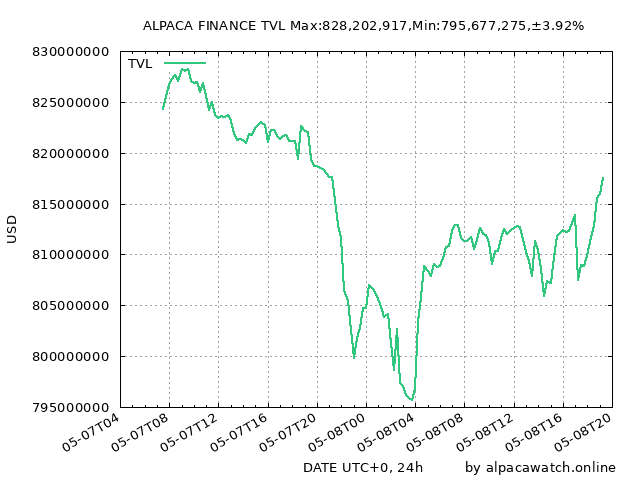 ALPACA FINANCE TVL Max:828,202,917,Min:795,677,275,±3.92%
830000000
TVL
825000000
820000000
815000000
USD
810000000
805000000
800000000
795000000
05-07T04 05-07T08 05-07T12 05-07T16 05-07T20 05-08T00 05-08T04 05-08T08 05-08T12 05-08T16 05-08T20
DATE UTC+0, 24h by alpacawatch.online